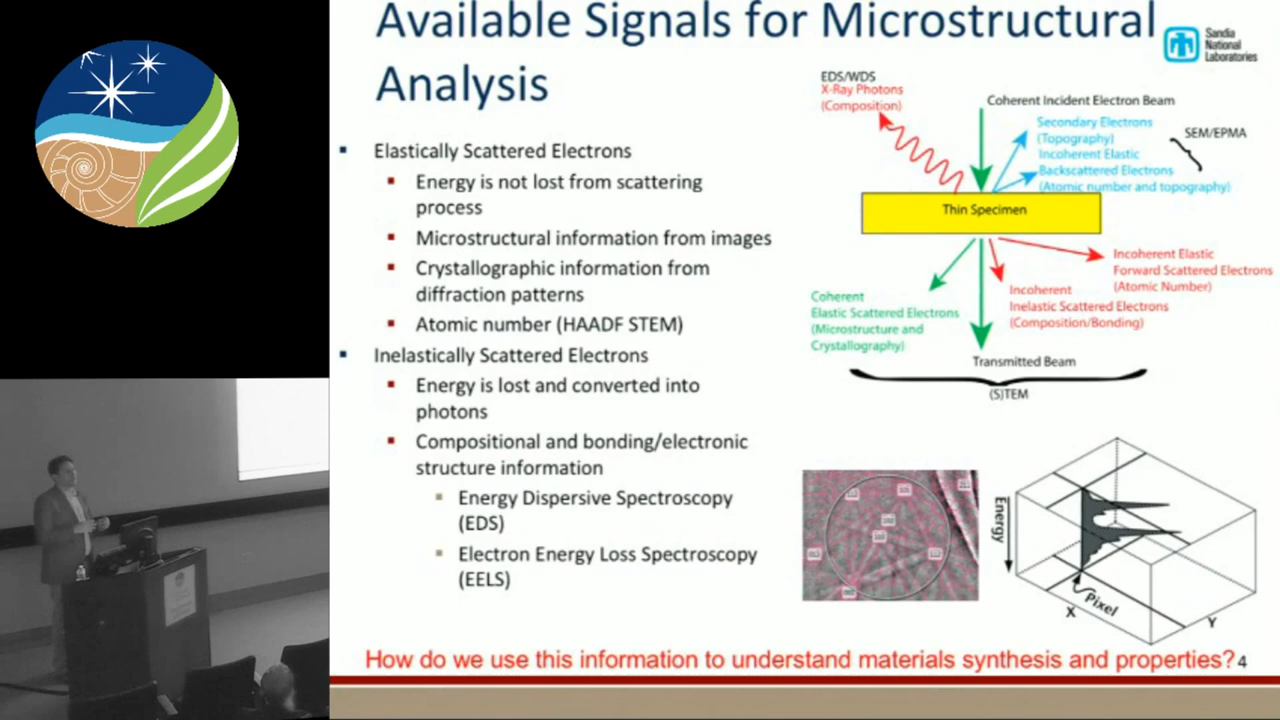 Available Signals for Microstructural
Analysis
Sandia
National
Laboratories
Elastically Scattered Electrons
Energy is not lost from scattering
process
Microstructural information from images
Crystallographic information from
diffraction patterns
Atomic number (HAADF STEM)
Inelastically Scattered Electrons
Energy is lost and converted into
photons
Compositional and bonding/electronic
structure information
Energy Dispersive Spectroscopy
(EDS)
Electron Energy Loss Spectroscopy
(EELS)
EDS/WDS
X-Ray Photons
(Composition)
Coherent Incident Electron Beam
Secondary Electrons
(Topography)
Incoherent Elastic
Backscattered Electrons
(Atomic number and topography)
SEM/EPMA
Thin Specimen
Incoherent Elastic
Forward Scattered Electrons
(Atomic Number)
Incoherent
Inelastic Scattered Electrons
(Composition/Bonding)
Coherent
Elastic Scattered Electrons
(Microstructure and
Crystallography)
Transmitted Beam
(S)TEM
Energy
Pixel
X
Y
How do we use this information to understand materials synthesis and properties? 4